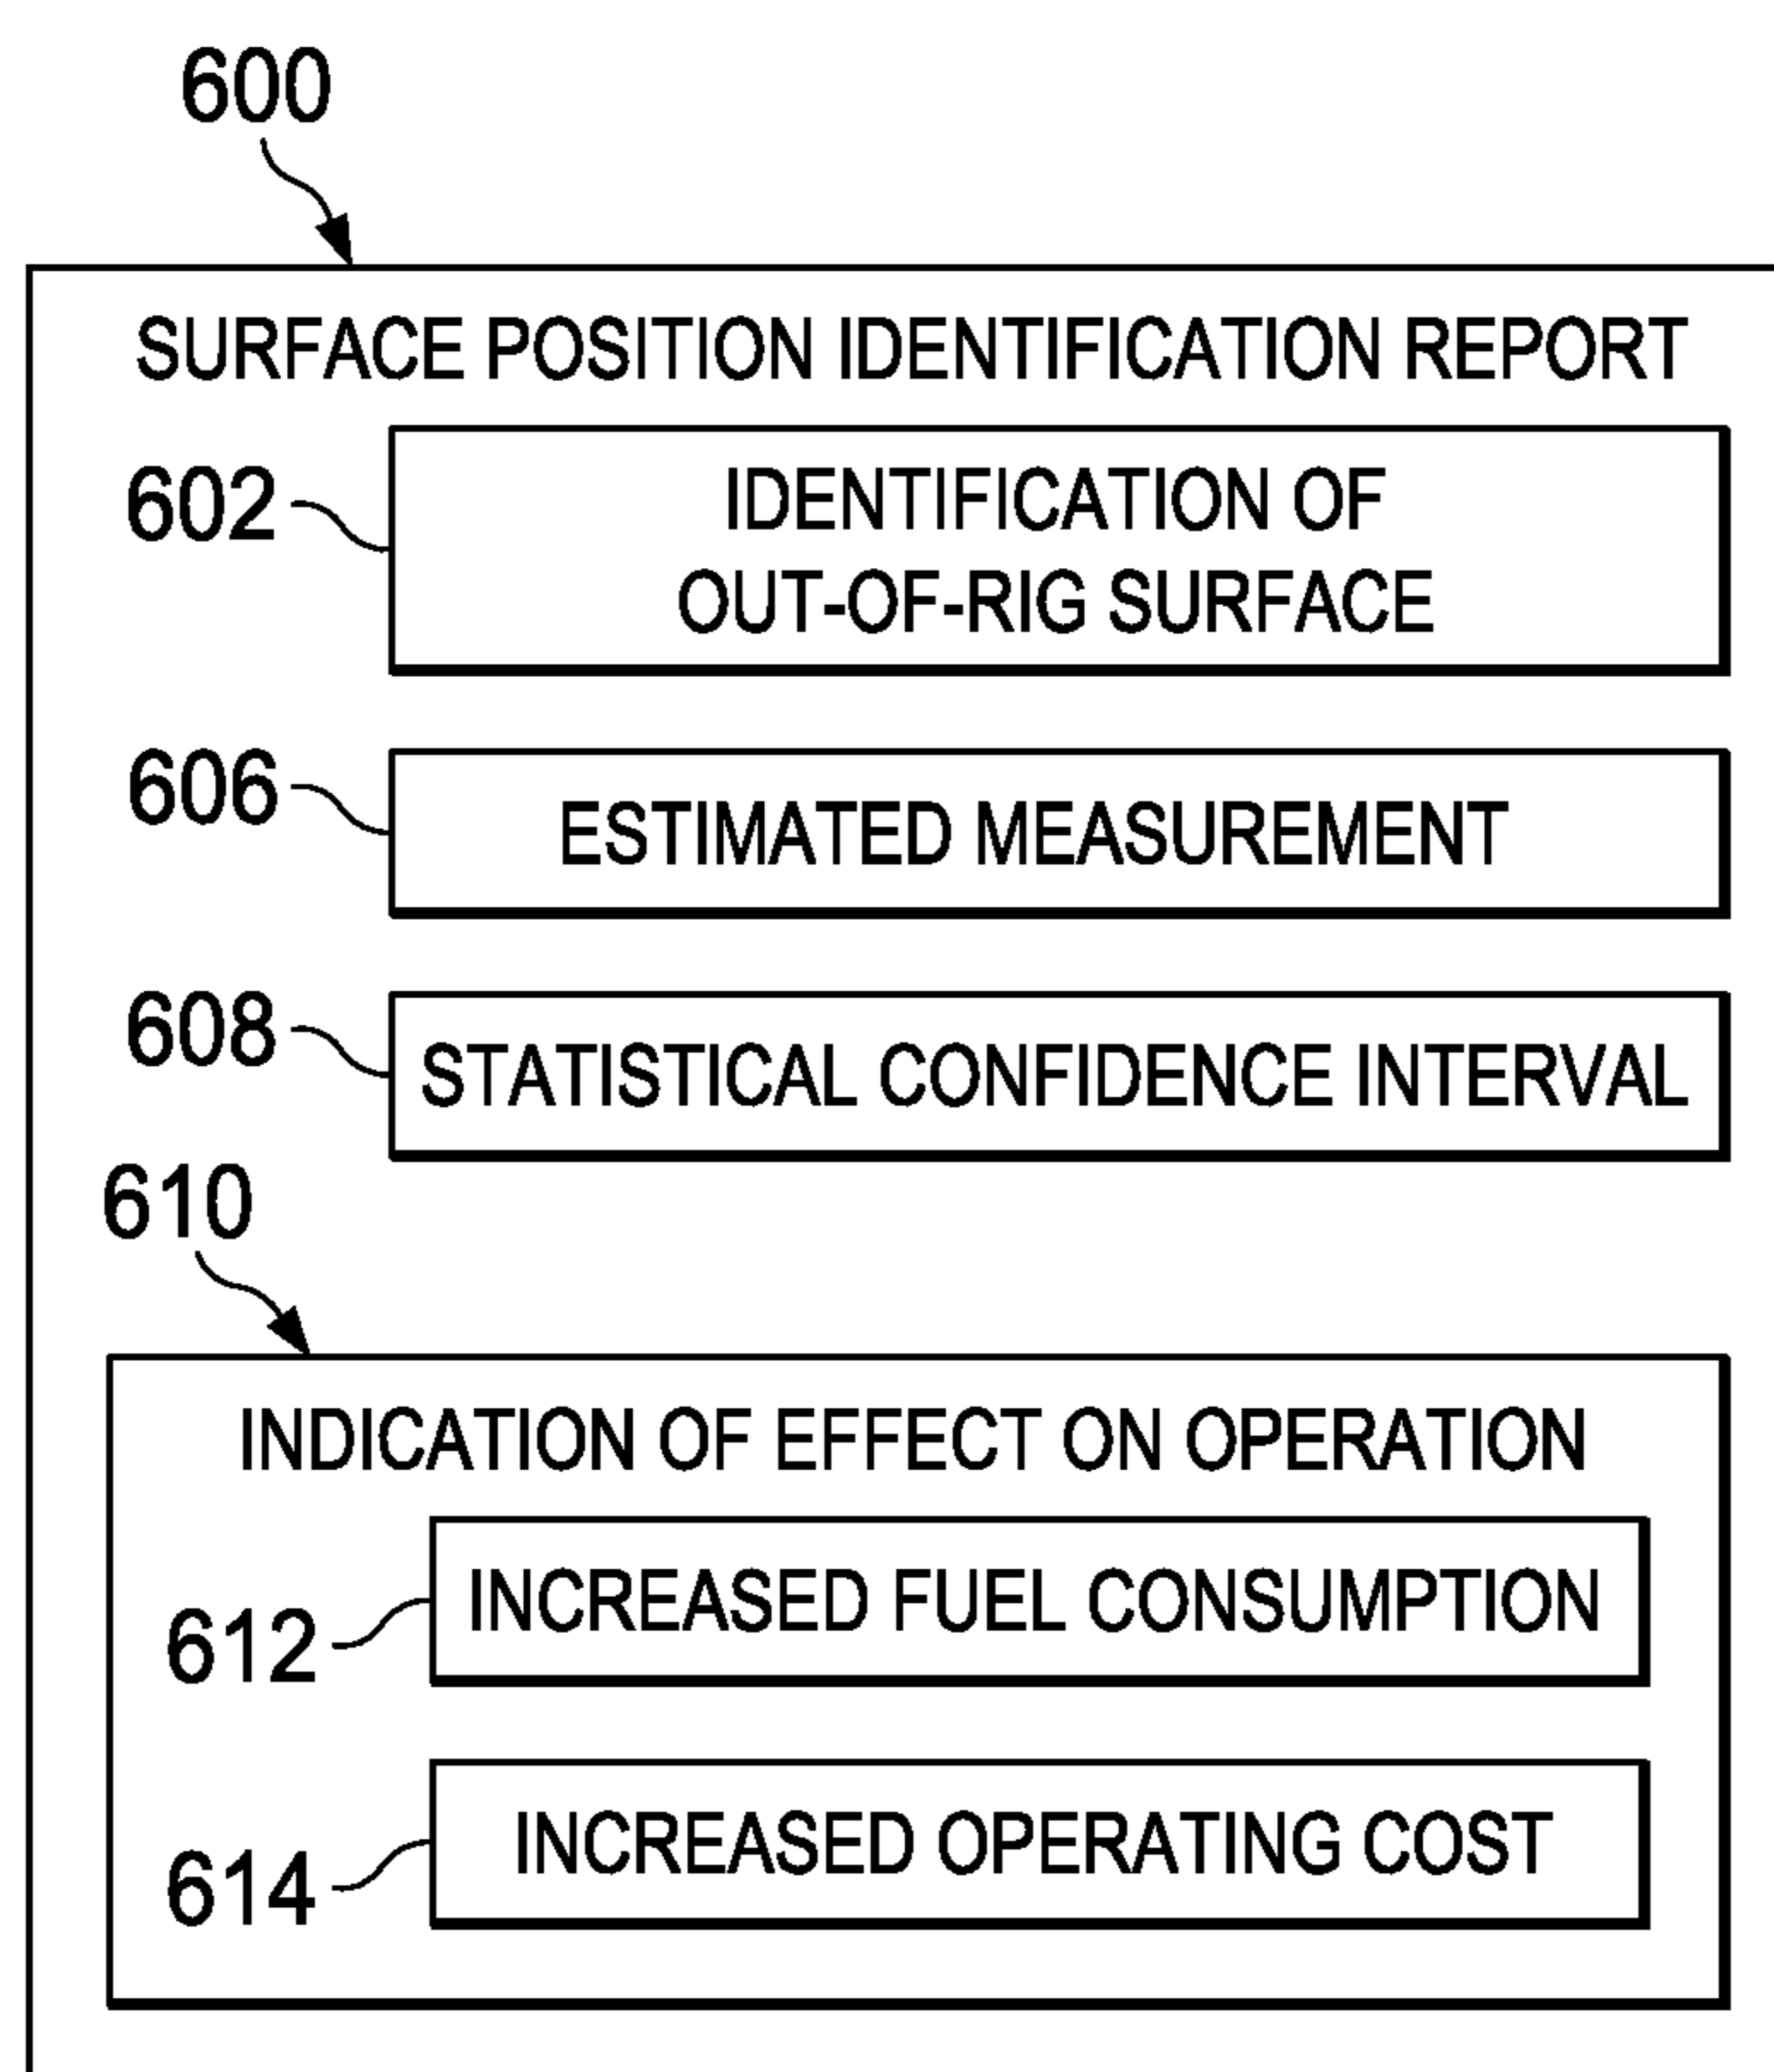 600
SURFACE POSITION IDENTIFICATION REPORT
602
IDENTIFICATION OF
OUT-OF-RIG SURFACE
606
ESTIMATED MEASUREMENT
608
STATISTICAL CONFIDENCE INTERVAL
610
INDICATION OF EFFECT ON OPERATION
612
INCREASED FUEL CONSUMPTION
614
INCREASED OPERATING COST